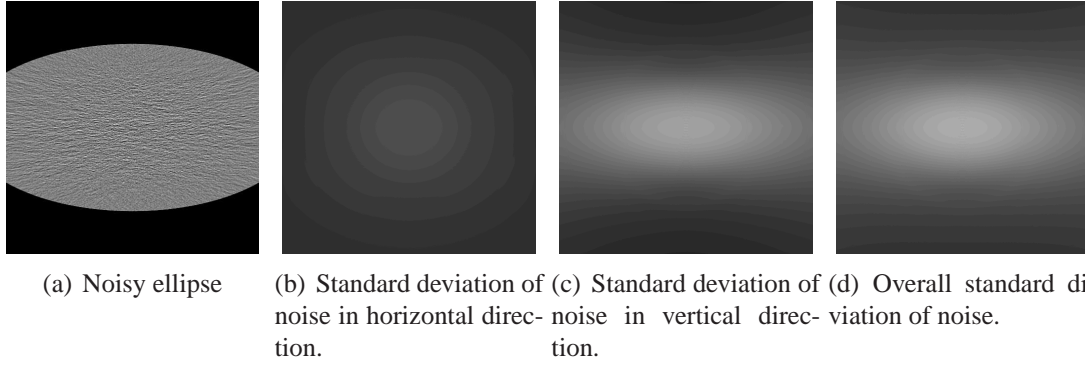 (a) Noisy ellipse
(b) Standard deviation of
noise in horizontal direc-
tion.
(c) Standard deviation of
noise in vertical direc-
tion.
(d) Overall standard di
viation of noise.